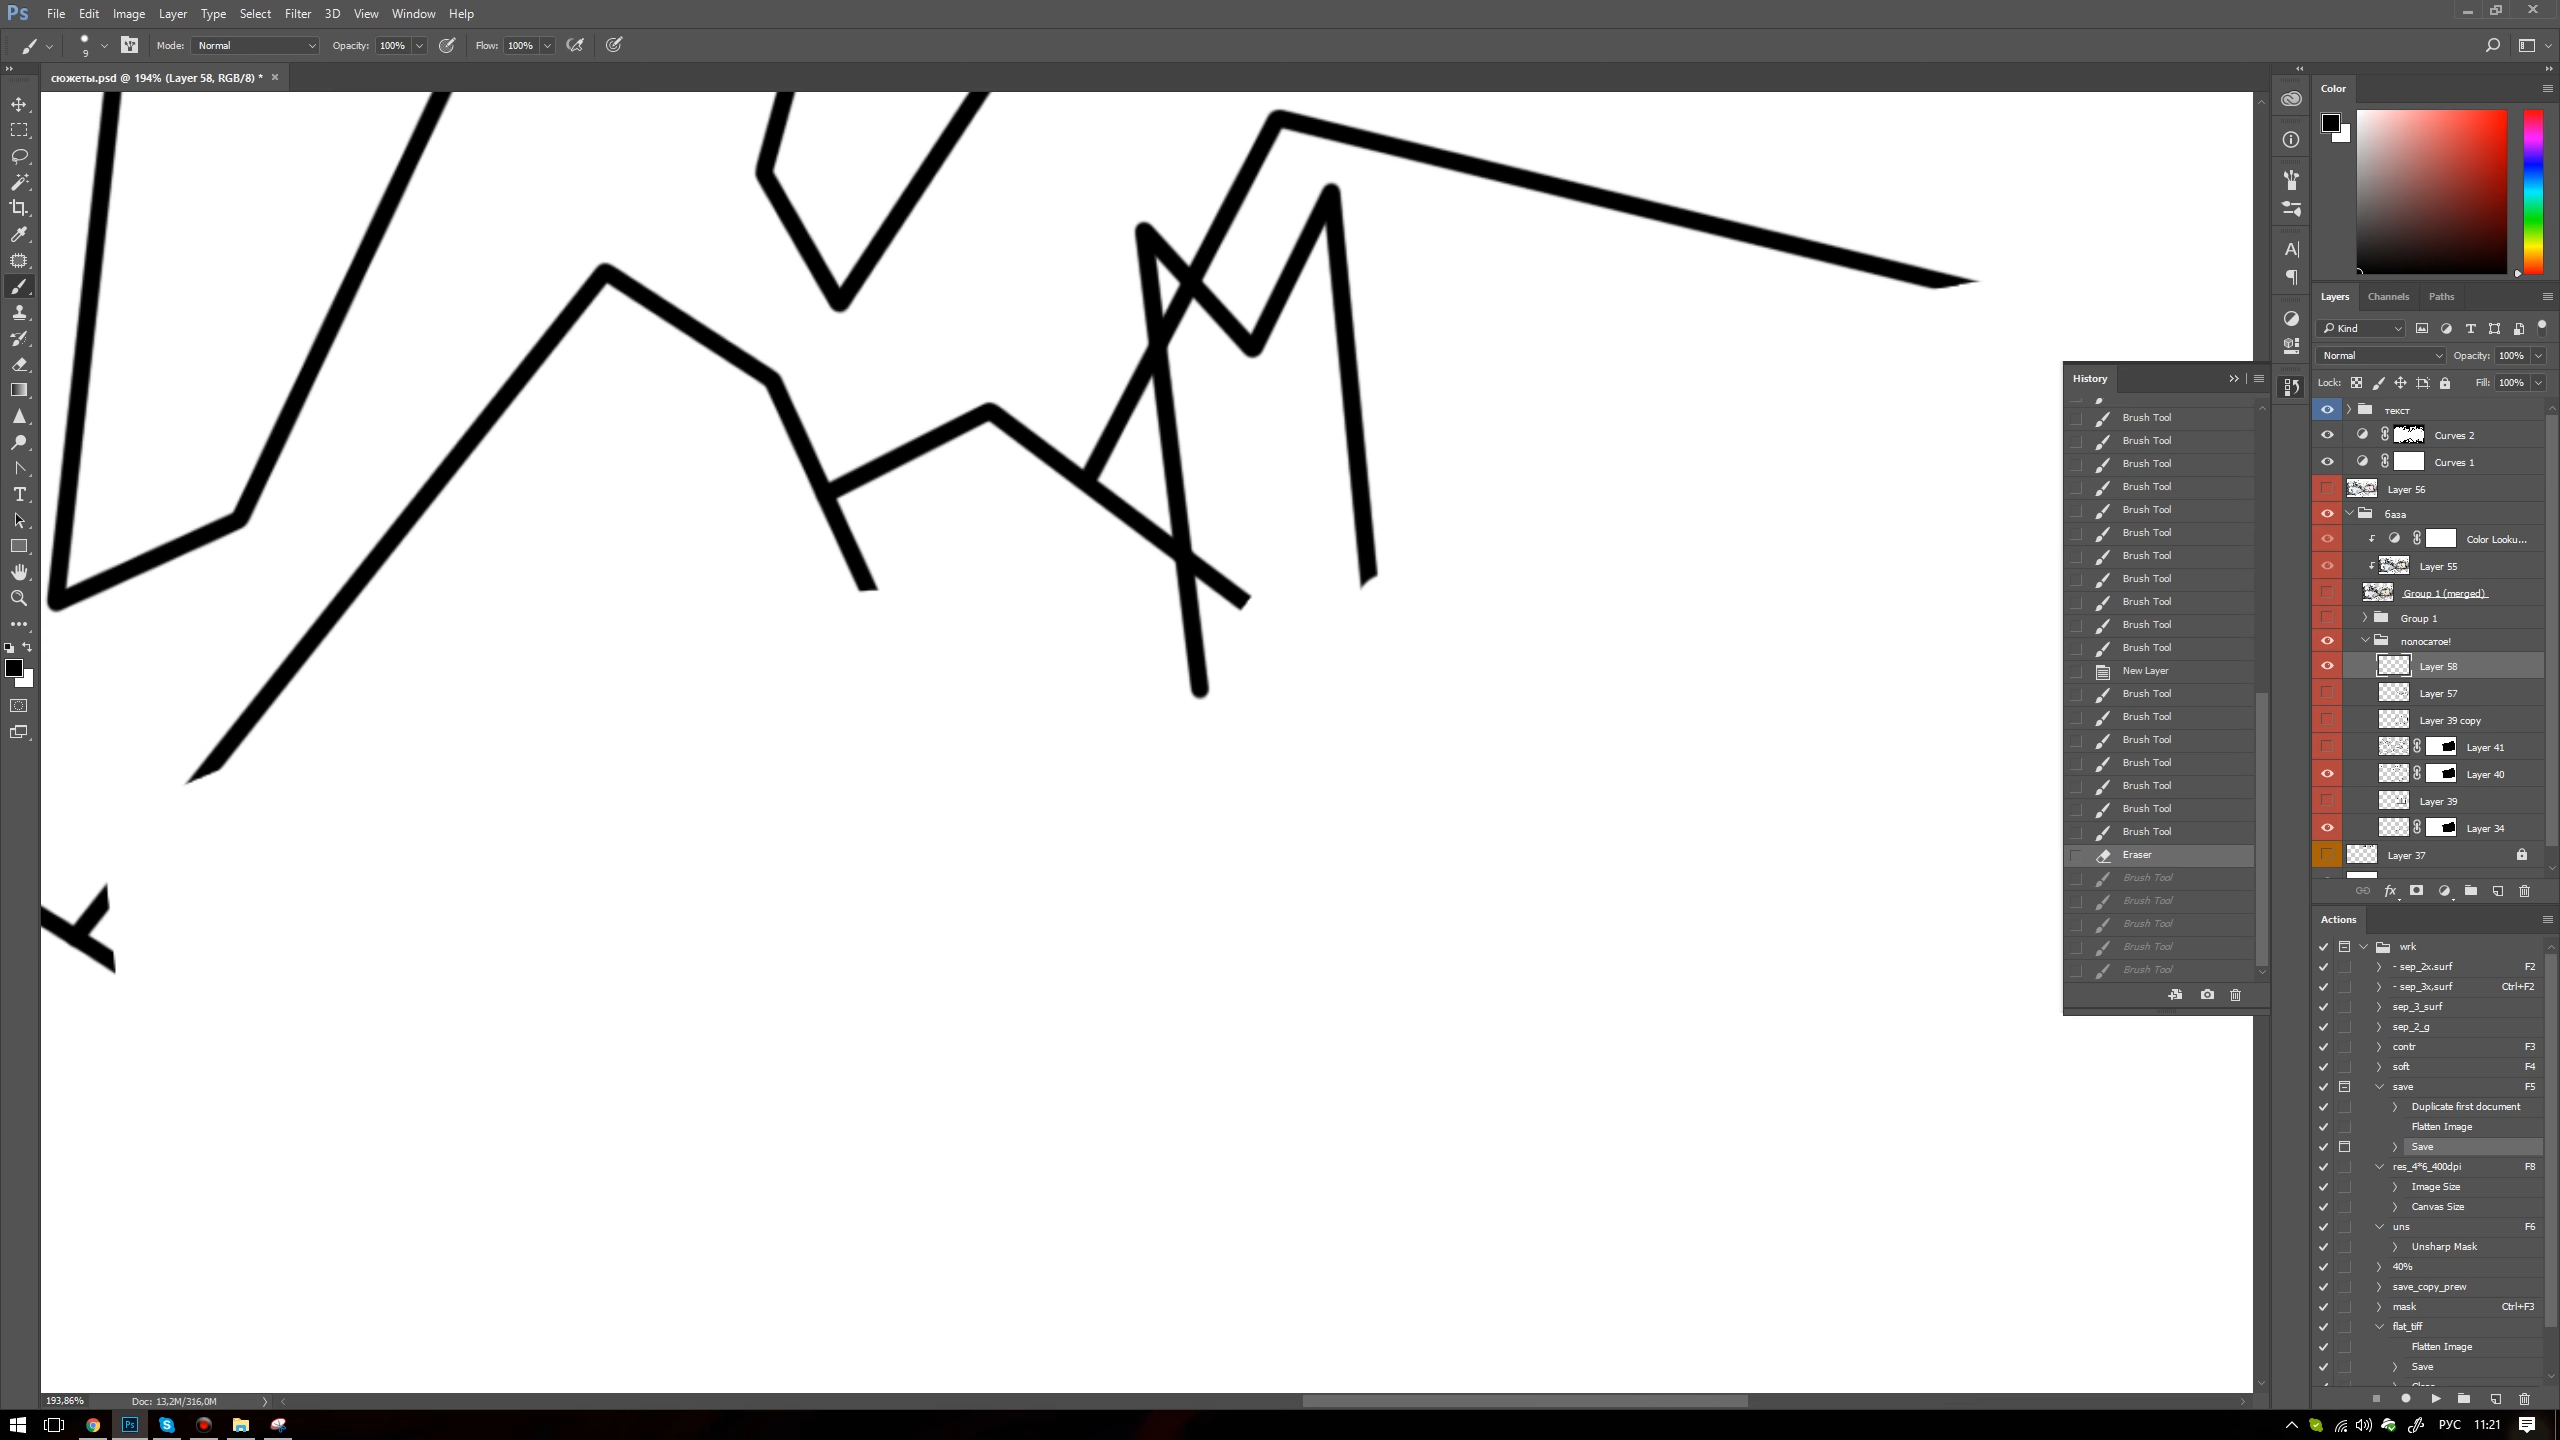 Ps File Edit Image Layer Type Select Filter 3D View Window Help
9 Mode: Normal Opacity: 100% Flow: 100%
сюжеты.psd @ 194% (Layer 58, RGB/8) *
Color
Layers Channels Paths
Kind
Normal Opacity: 100%
Lock: Fill: 100%
текст
Curves 2
Curves 1
Layer 56
база
Color Looku...
Layer 55
Group 1 (merged)
Group 1
полосатое!
Layer 58
Layer 57
Layer 39 copy
Layer 41
Layer 40
Layer 39
Layer 34
Layer 37
fx
History
Brush Tool
Brush Tool
Brush Tool
Brush Tool
Brush Tool
Brush Tool
Brush Tool
Brush Tool
Brush Tool
Brush Tool
Brush Tool
New Layer
Brush Tool
Brush Tool
Brush Tool
Brush Tool
Brush Tool
Brush Tool
Brush Tool
Eraser
Brush Tool
Brush Tool
Brush Tool
Brush Tool
Brush Tool
Actions
wrk
- sep_2x.surf F2
- sep_3x,surf Ctrl+F2
sep_3_surf
sep_2_g
contr F3
soft F4
save F5
Duplicate first document
Flatten Image
Save
res_4*6_400dpi F8
Image Size
Canvas Size
uns F6
Unsharp Mask
40%
save_copy_prew
mask Ctrl+F3
flat_tiff
Flatten Image
Save
193,86% Doc: 13,2M/316,0M
Ps РУС 11:21